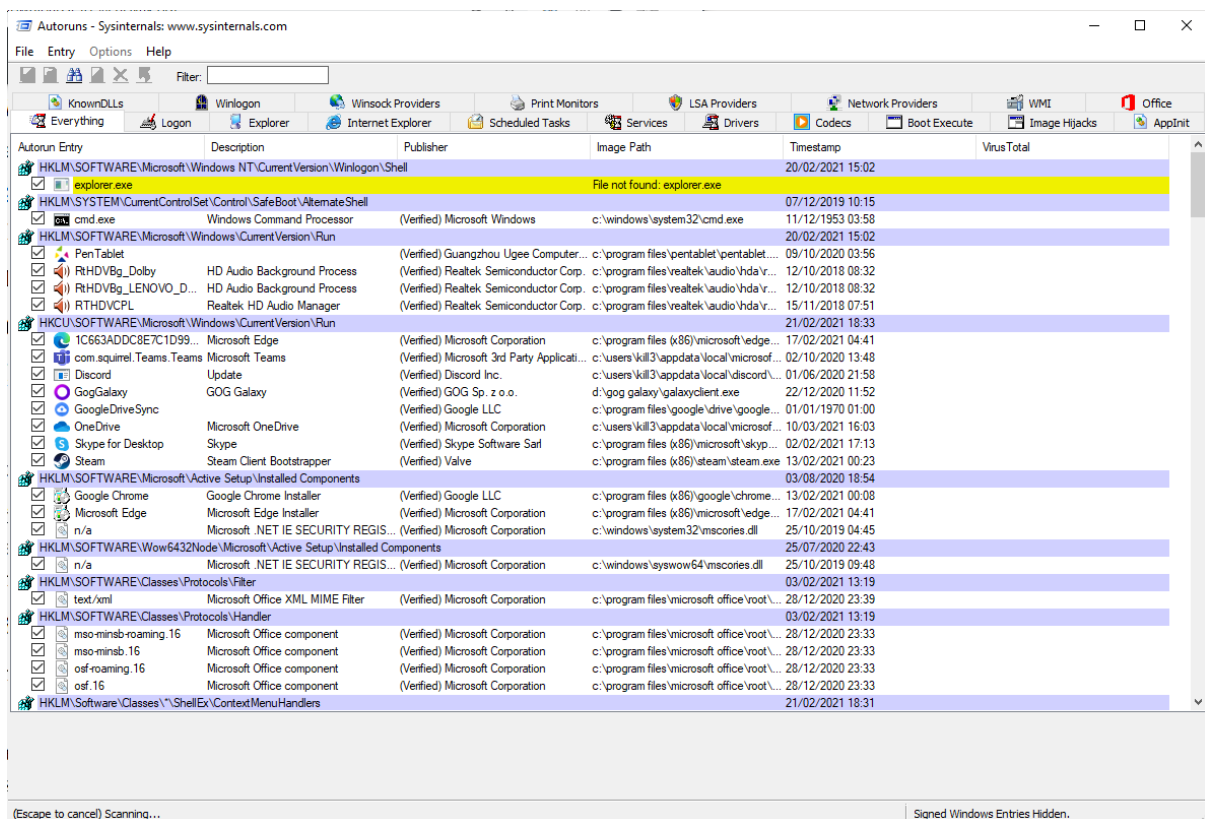 Autoruns - Sysinternals: www.sysinternals.com
File Entry Options Help
Filter:
KnownDLLs Winlogon Winsock Providers Print Monitors LSA Providers Network Providers WMI Office
Everything Logon Explorer Internet Explorer Scheduled Tasks Services Drivers Codecs Boot Execute Image Hijacks AppInit
Autorun Entry Description Publisher Image Path Timestamp VirusTotal
HKLM\SOFTWARE\Microsoft\Windows NT\CurrentVersion\Winlogon\Shell 20/02/2021 15:02
explorer.exe File not found: explorer.exe
HKLM\SYSTEM\CurrentControlSet\Control\SafeBoot\AlternateShell 07/12/2019 10:15
cmd.exe Windows Command Processor (Verified) Microsoft Windows c:\windows\system32\cmd.exe 11/12/1953 03:58
HKLM\SOFTWARE\Microsoft\Windows\CurrentVersion\Run 20/02/2021 15:02
PenTablet (Verified) Guangzhou Ugee Computer... c:\program files\pentablet\pentablet.... 09/10/2020 03:56
RtHDVBg_Dolby HD Audio Background Process (Verified) Realtek Semiconductor Corp. c:\program files\realtek\audio\hda\r... 12/10/2018 08:32
RtHDVBg_LENOVO_D... HD Audio Background Process (Verified) Realtek Semiconductor Corp. c:\program files\realtek\audio\hda\r... 12/10/2018 08:32
RTHDVCPL Realtek HD Audio Manager (Verified) Realtek Semiconductor Corp. c:\program files\realtek\audio\hda\r... 15/11/2018 07:51
HKCU\SOFTWARE\Microsoft\Windows\CurrentVersion\Run 21/02/2021 18:33
1C663ADDC8E7C1D99... Microsoft Edge (Verified) Microsoft Corporation c:\program files (x86)\microsoft\edge... 17/02/2021 04:41
com.squirrel.Teams.Teams Microsoft Teams (Verified) Microsoft 3rd Party Applicati... c:\users\kill3\appdata\local\microsof... 02/10/2020 13:48
Discord Update (Verified) Discord Inc. c:\users\kill3\appdata\local\discord\... 01/06/2020 21:58
GogGalaxy GOG Galaxy (Verified) GOG Sp. z o.o. d:\gog galaxy\galaxyclient.exe 22/12/2020 11:52
GoogleDriveSync (Verified) Google LLC c:\program files\google\drive\google... 01/01/1970 01:00
OneDrive Microsoft OneDrive (Verified) Microsoft Corporation c:\users\kill3\appdata\local\microsof... 10/03/2021 16:03
Skype for Desktop Skype (Verified) Skype Software Sarl c:\program files (x86)\microsoft\skyp... 02/02/2021 17:13
Steam Steam Client Bootstrapper (Verified) Valve c:\program files (x86)\steam\steam.exe 13/02/2021 00:23
HKLM\SOFTWARE\Microsoft\Active Setup\Installed Components 03/08/2020 18:54
Google Chrome Google Chrome Installer (Verified) Google LLC c:\program files (x86)\google\chrome... 13/02/2021 00:08
Microsoft Edge Microsoft Edge Installer (Verified) Microsoft Corporation c:\program files (x86)\microsoft\edge... 17/02/2021 04:41
n/a Microsoft .NET IE SECURITY REGIS... (Verified) Microsoft Corporation c:\windows\system32\mscories.dll 25/10/2019 04:45
HKLM\SOFTWARE\Wow6432Node\Microsoft\Active Setup\Installed Components 25/07/2020 22:43
n/a Microsoft .NET IE SECURITY REGIS... (Verified) Microsoft Corporation c:\windows\syswow64\mscories.dll 25/10/2019 09:48
HKLM\SOFTWARE\Classes\Protocols\Filter 03/02/2021 13:19
text/xml Microsoft Office XML MIME Filter (Verified) Microsoft Corporation c:\program files\microsoft office\root\... 28/12/2020 23:39
HKLM\SOFTWARE\Classes\Protocols\Handler 03/02/2021 13:19
mso-minsb-roaming.16 Microsoft Office component (Verified) Microsoft Corporation c:\program files\microsoft office\root\... 28/12/2020 23:33
mso-minsb.16 Microsoft Office component (Verified) Microsoft Corporation c:\program files\microsoft office\root\... 28/12/2020 23:33
osf-roaming.16 Microsoft Office component (Verified) Microsoft Corporation c:\program files\microsoft office\root\... 28/12/2020 23:33
osf.16 Microsoft Office component (Verified) Microsoft Corporation c:\program files\microsoft office\root\... 28/12/2020 23:33
HKLM\Software\Classes\*\ShellEx\ContextMenuHandlers 21/02/2021 18:31
(Escape to cancel) Scanning... Signed Windows Entries Hidden.